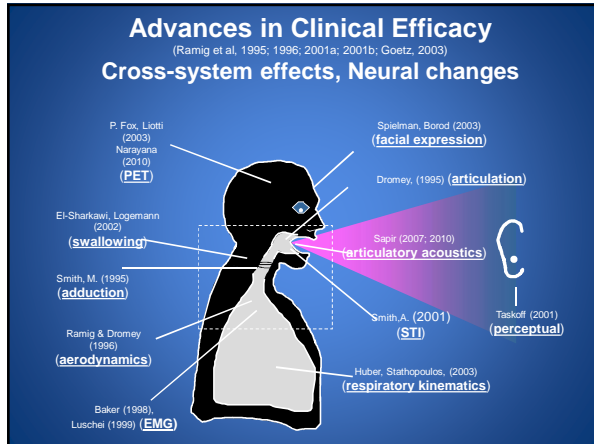 Advances in Clinical Efficacy
(Ramig et al, 1995; 1996; 2001a; 2001b; Goetz, 2003)
Cross-system effects, Neural changes
P. Fox, Liotti
(2003)
Narayana
(2010)
(PET)
Spielman, Borod (2003)
(facial expression)
Dromey, (1995) (articulation)
El-Sharkawi, Logemann
(2002)
(swallowing)
Sapir (2007; 2010)
(articulatory acoustics)
Smith, M. (1995)
(adduction)
Smith,A. (2001)
(STI)
Taskoff (2001)
(perceptual)
Ramig & Dromey
(1996)
(aerodynamics)
Huber, Stathopoulos, (2003)
(respiratory kinematics)
Baker (1998),
Luschei (1999) (EMG)